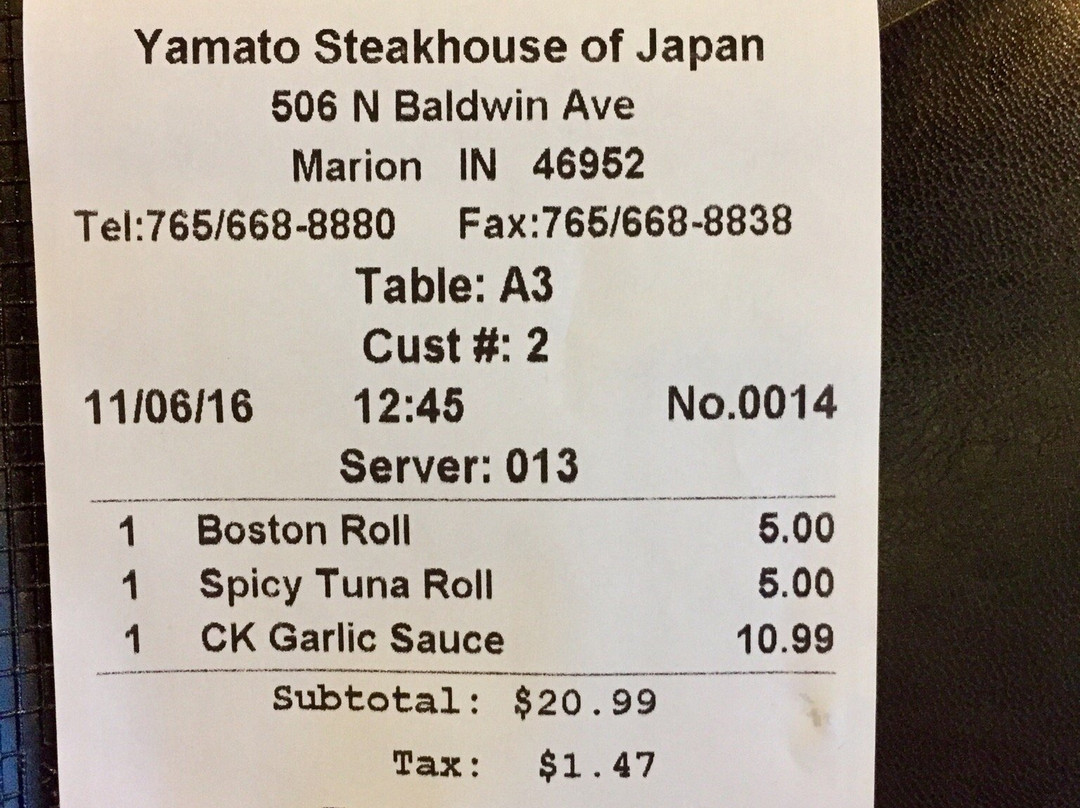 Yamato Steakhouse of Japan
506 N Baldwin Ave
Marion IN 46952
Tel:765/668-8880 Fax:765/668-8838
Table: A3
Cust #: 2
11/06/16 12:45 No.0014
Server: 013
1 Boston Roll 5.00
1 Spicy Tuna Roll 5.00
1 CK Garlic Sauce 10.99
Subtotal: $20.99
Tax: $1.47